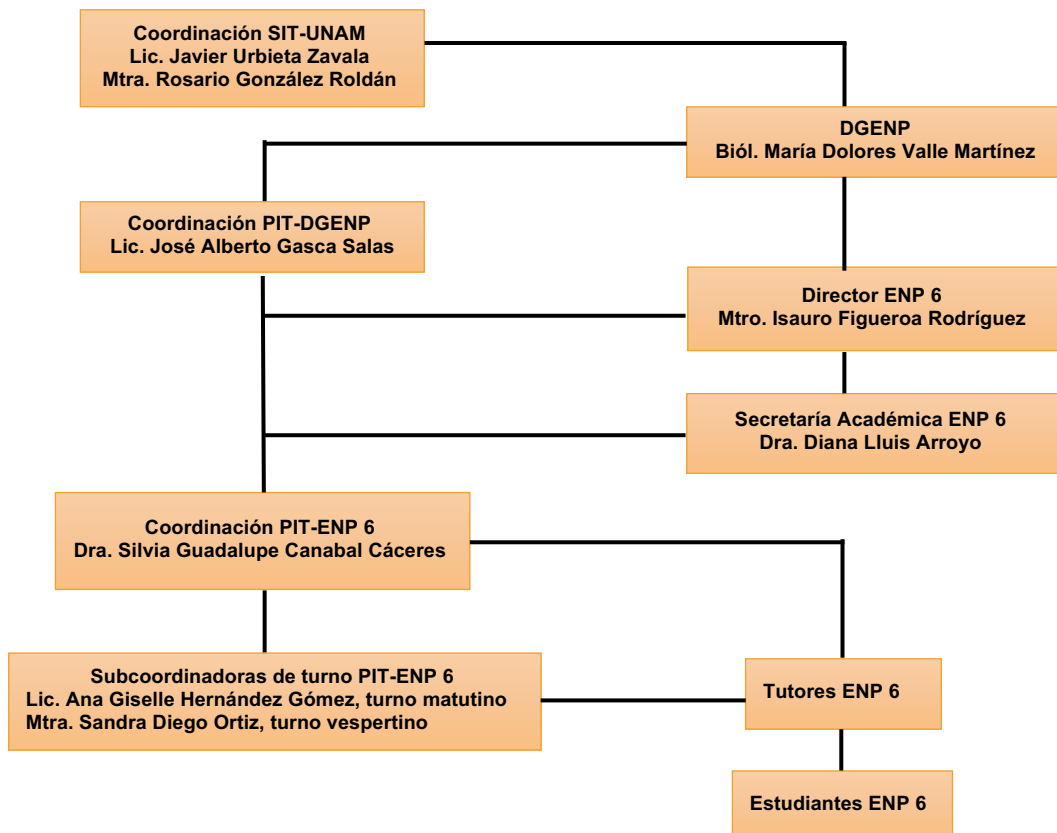 Coordinación SIT-UNAM
Lic. Javier Urbieta Zavala
Mtra. Rosario González Roldán
DGENP
Biól. María Dolores Valle Martínez
Coordinación PIT-DGENP
Lic. José Alberto Gasca Salas
Director ENP 6
Mtro. Isauro Figueroa Rodríguez
Secretaría Académica ENP 6
Dra. Diana Lluis Arroyo
Coordinación PIT-ENP 6
Dra. Silvia Guadalupe Canabal Cáceres
Subcoordinadoras de turno PIT-ENP 6
Lic. Ana Giselle Hernández Gómez, turno matutino
Mtra. Sandra Diego Ortiz, turno vespertino
Tutores ENP 6
Estudiantes ENP 6